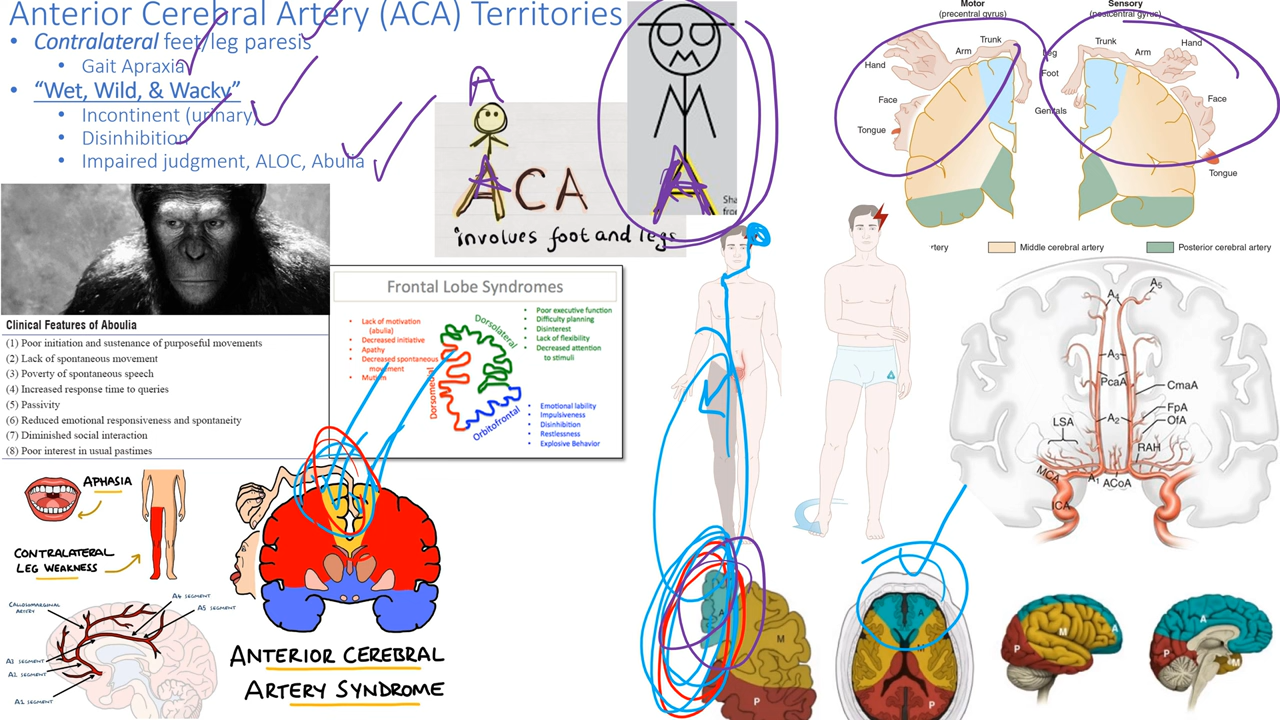 Anterior Cerebral Artery (ACA) Territories
• Contralateral feet/leg paresis
• Gait Apraxia
• "Wet, Wild, & Wacky"
• Incontinent (urinary)
• Disinhibition
• Impaired judgment, ALOC, Abulia
A
ACA
involves foot and legs
A
Sha
fro
Motor
(precentral gyrus)
Sensory
(postcentral gyrus)
Trunk
Arm
Hand
Face
Tongue
Leg
Foot
Genitals
Trunk
Arm
Hand
Face
Tongue
rtery
Middle cerebral artery
Posterior cerebral artery
Clinical Features of Aboulia
(1) Poor initiation and sustenance of purposeful movements
(2) Lack of spontaneous movement
(3) Poverty of spontaneous speech
(4) Increased response time to queries
(5) Passivity
(6) Reduced emotional responsiveness and spontaneity
(7) Diminished social interaction
(8) Poor interest in usual pastimes
Frontal Lobe Syndromes
• Lack of motivation
(abulia)
• Decreased initiative
• Apathy
• Decreased spontaneous
movement
• Mutism
Dorsomedial
Dorsolateral
Orbitofrontal
• Poor executive function
• Difficulty planning
• Disinterest
• Lack of flexibility
• Decreased attention
to stimuli
• Emotional lability
• Impulsiveness
• Disinhibition
• Restlessness
• Explosive Behavior
A4
A5
A3
PcaA
CmaA
A2
FpA
OfA
LSA
RAH
MCA
A1
ACoA
ICA
APHASIA
CONTRALATERAL
LEG WEAKNESS
CALLOSOMARGINAL
ARTERY
A4 SEGMENT
A5 SEGMENT
A3 SEGMENT
A2 SEGMENT
A1 SEGMENT
ANTERIOR CEREBRAL
ARTERY SYNDROME
A
M
P
A
M
P
M
A
P
A
P
M